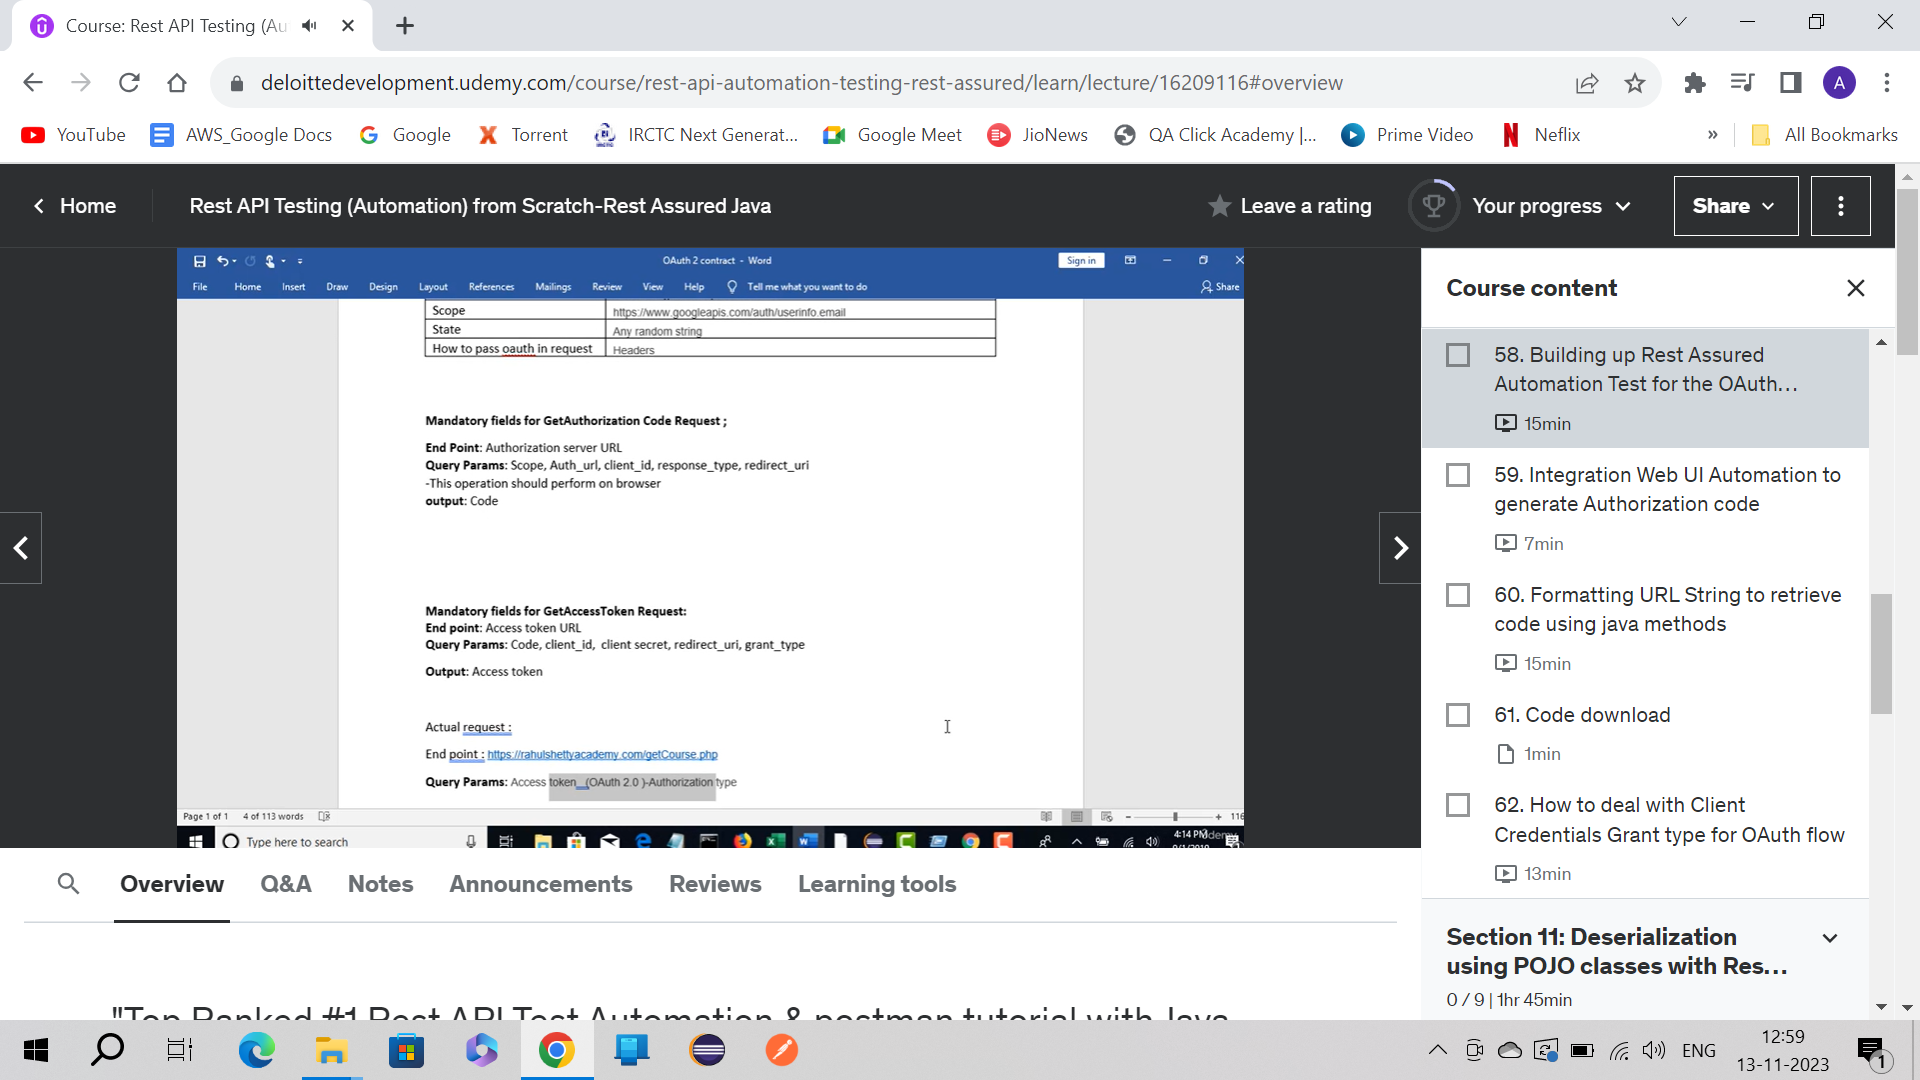 Course: Rest API Testing (Au
deloittedevelopment.udemy.com/course/rest-api-automation-testing-rest-assured/learn/lecture/16209116#overview
A
YouTube
AWS_Google Docs
Google
Torrent
IRCTC Next Generat...
Google Meet
JioNews
QA Click Academy |...
Prime Video
Neflix
»
All Bookmarks
Home
Rest API Testing (Automation) from Scratch-Rest Assured Java
Leave a rating
Your progress
Share
OAuth 2 contract - Word
Sign in
File
Home
Insert
Draw
Design
Layout
References
Mailings
Review
View
Help
Tell me what you want to do
Share
Scope
https://www.googleapis.com/auth/userinfo.email
State
Any random string
How to pass oauth in request
Headers
Mandatory fields for GetAuthorization Code Request ;
End Point: Authorization server URL
Query Params: Scope, Auth_url, client_id, response_type, redirect_uri
-This operation should perform on browser
output: Code
Mandatory fields for GetAccessToken Request:
End point: Access token URL
Query Params: Code, client_id, client secret, redirect_uri, grant_type
Output: Access token
Actual request :
End point : https://rahulshettyacademy.com/getCourse.php
Query Params: Access token (OAuth 2.0 )-Authorization type
Page 1 of 1
4 of 113 words
116
Type here to search
4:14 PM
Course content
58. Building up Rest Assured
Automation Test for the OAuth...
15min
59. Integration Web UI Automation to
generate Authorization code
7min
60. Formatting URL String to retrieve
code using java methods
15min
61. Code download
1min
62. How to deal with Client
Credentials Grant type for OAuth flow
13min
Section 11: Deserialization
using POJO classes with Res...
0 / 9 | 1hr 45min
Overview
Q&A
Notes
Announcements
Reviews
Learning tools
"Top Ranked #1 Rest API Test Automation & postman tutorial with Java
ENG
12:59
13-11-2023
1